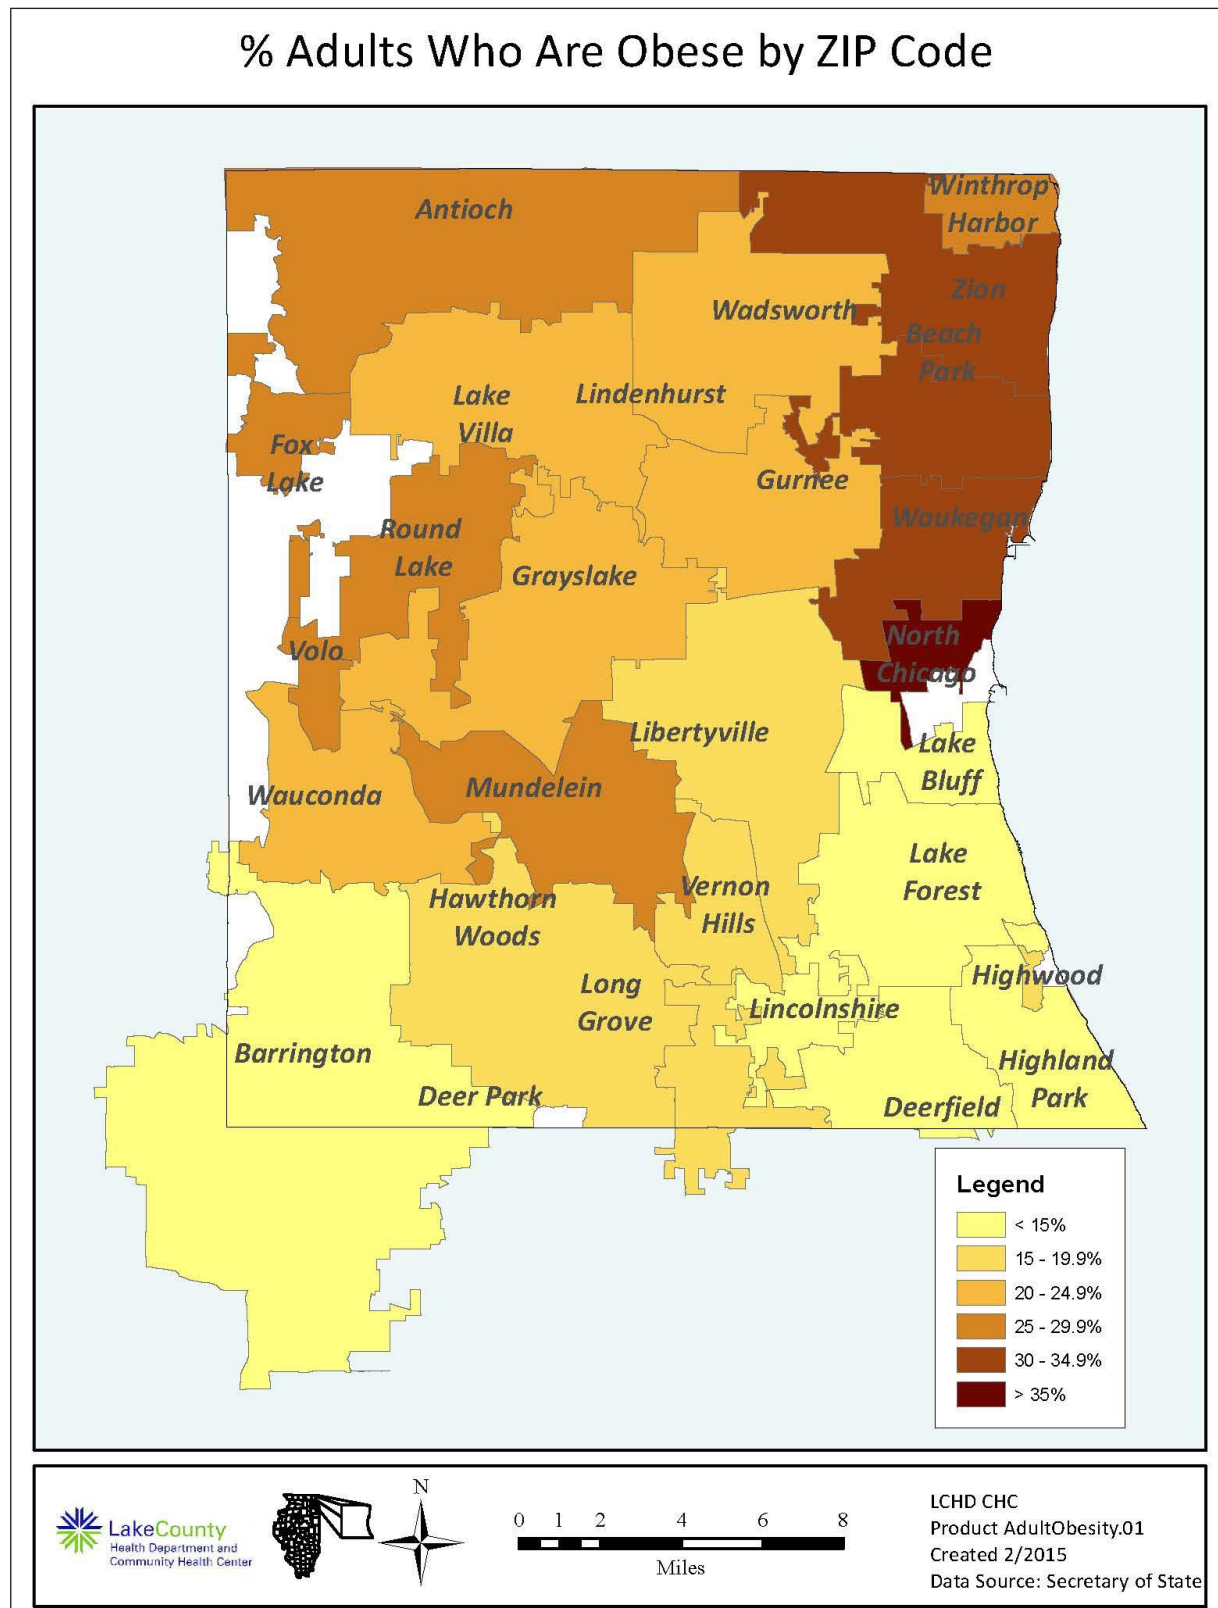 % Adults Who Are Obese by ZIP Code
Antioch
Winthrop
Harbor
Zion
Wadsworth
Beach
Park
Lake
Villa
Lindenhurst
Fox
Lake
Gurnee
Round
Lake
Waukegan
Grayslake
Volo
North
Chicago
Libertyville
Lake
Bluff
Wauconda
Mundelein
Lake
Forest
Hawthorn
Woods
Vernon
Hills
Long
Grove
Highwood
Lincolnshire
Barrington
Deer Park
Highland
Park
Deerfield
Legend
< 15%
15 - 19.9%
20 - 24.9%
25 - 29.9%
30 - 34.9%
> 35%
LakeCounty
Health Department and
Community Health Center
N
0 1 2 4 6 8
Miles
LCHD CHC
Product AdultObesity.01
Created 2/2015
Data Source: Secretary of State